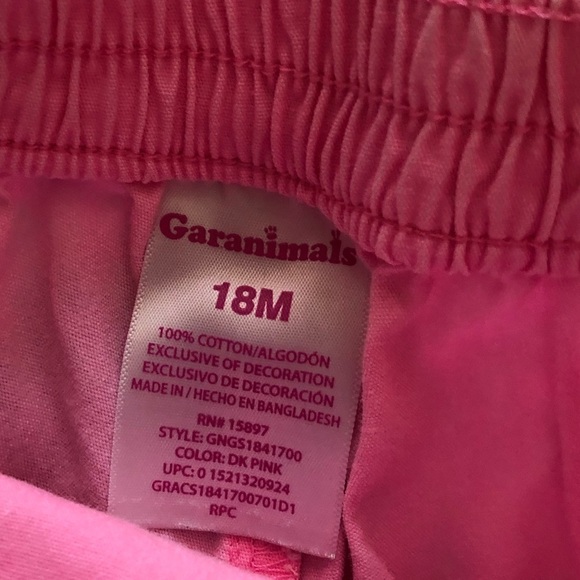 Garanimals
18M
100% COTTON/ALGODÓN
EXCLUSIVE OF DECORATION
EXCLUSIVO DE DECORACIÓN
MADE IN / HECHO EN BANGLADESH
RN# 15897
STYLE: GNGS1841700
COLOR: DK PINK
UPC: 0 1521320924
GRACS1841700701D1
RPC